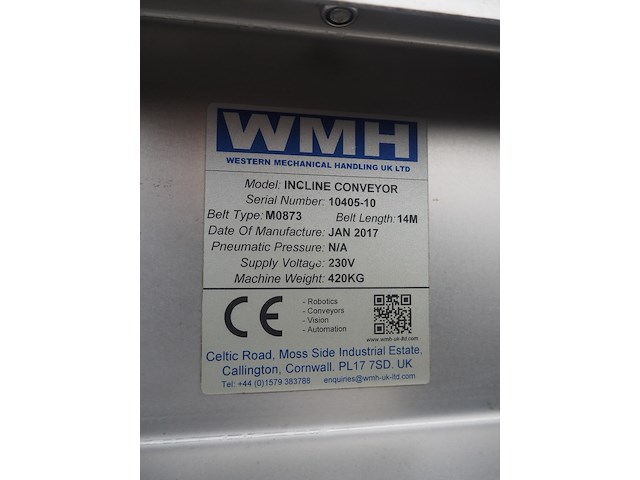 WMH
WESTERN MECHANICAL HANDLING UK LTD
Model: INCLINE CONVEYOR
Serial Number: 10405-10
Belt Type: M0873 Belt Length: 14M
Date Of Manufacture: JAN 2017
Pneumatic Pressure: N/A
Supply Voltage: 230V
Machine Weight: 420KG
CE
- Robotics
- Conveyors
- Vision
- Automation
www.wmh-uk-ltd.com
Celtic Road, Moss Side Industrial Estate,
Callington, Cornwall. PL17 7SD. UK
Tel: +44 (0)1579 383788 enquiries@wmh-uk-ltd.com